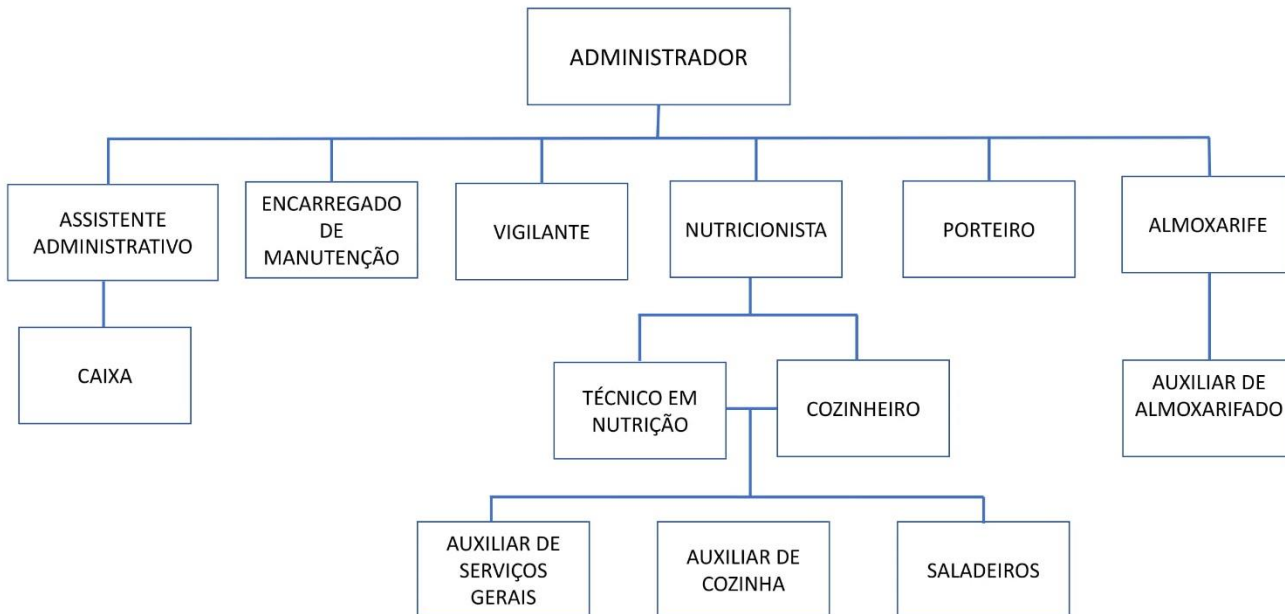 ADMINISTRADOR
ASSISTENTE
ADMINISTRATIVO
ENCARREGADO
DE
MANUTENÇÃO
VIGILANTE
NUTRICIONISTA
PORTEIRO
ALMOXARIFE
CAIXA
TÉCNICO EM
NUTRIÇÃO
COZINHEIRO
AUXILIAR DE
ALMOXARIFADO
AUXILIAR DE
SERVIÇOS
GERAIS
AUXILIAR DE
COZINHA
SALADEIROS